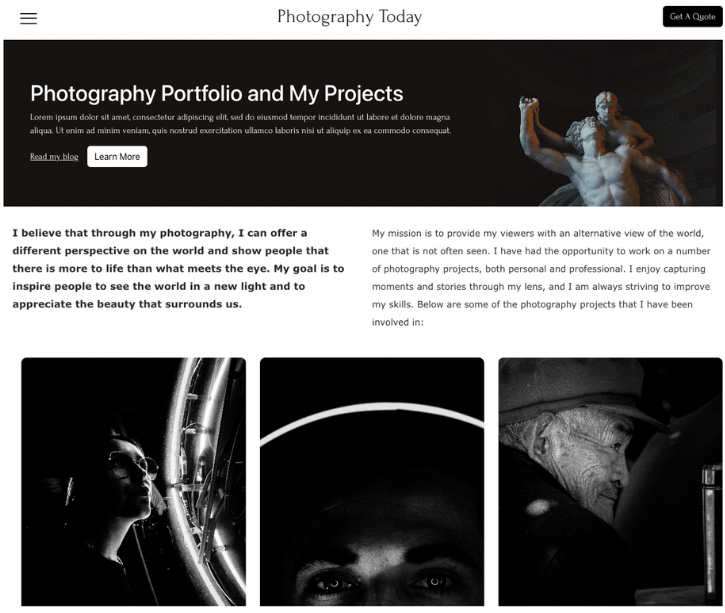 Photography Today
Get A Quote
Photography Portfolio and My Projects
Lorem ipsum dolor sit amet, consectetur adipiscing elit, sed do eiusmod tempor incididunt ut labore et dolore magna
aliqua. Ut enim ad minim veniam, quis nostrud exercitation ullamco laboris nisi ut aliquip ex ea commodo consequat.
Read my blog
Learn More
I believe that through my photography, I can offer a
different perspective on the world and show people that
there is more to life than what meets the eye. My goal is to
inspire people to see the world in a new light and to
appreciate the beauty that surrounds us.
My mission is to provide my viewers with an alternative view of the world,
one that is not often seen. I have had the opportunity to work on a number
of photography projects, both personal and professional. I enjoy capturing
moments and stories through my lens, and I am always striving to improve
my skills. Below are some of the photography projects that I have been
involved in: